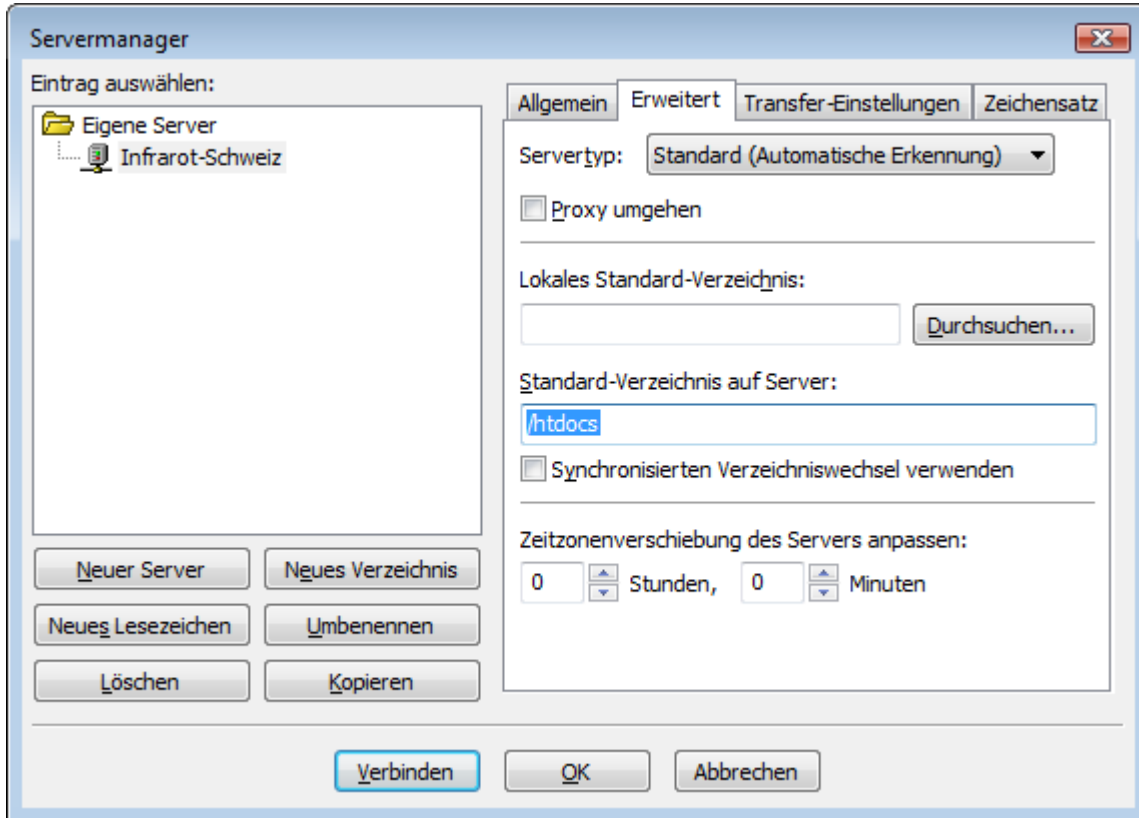 Servermanager
Eintrag auswählen:
Eigene Server
Infrarot-Schweiz
Neuer Server
Neues Verzeichnis
Neues Lesezeichen
Umbenennen
Löschen
Kopieren
Allgemein
Erweitert
Transfer-Einstellungen
Zeichensatz
Servertyp:
Standard (Automatische Erkennung)
Proxy umgehen
Lokales Standard-Verzeichnis:
Durchsuchen...
Standard-Verzeichnis auf Server:
/htdocs
Synchronisierten Verzeichniswechsel verwenden
Zeitzonenverschiebung des Servers anpassen:
0 Stunden, 0 Minuten
Verbinden
OK
Abbrechen